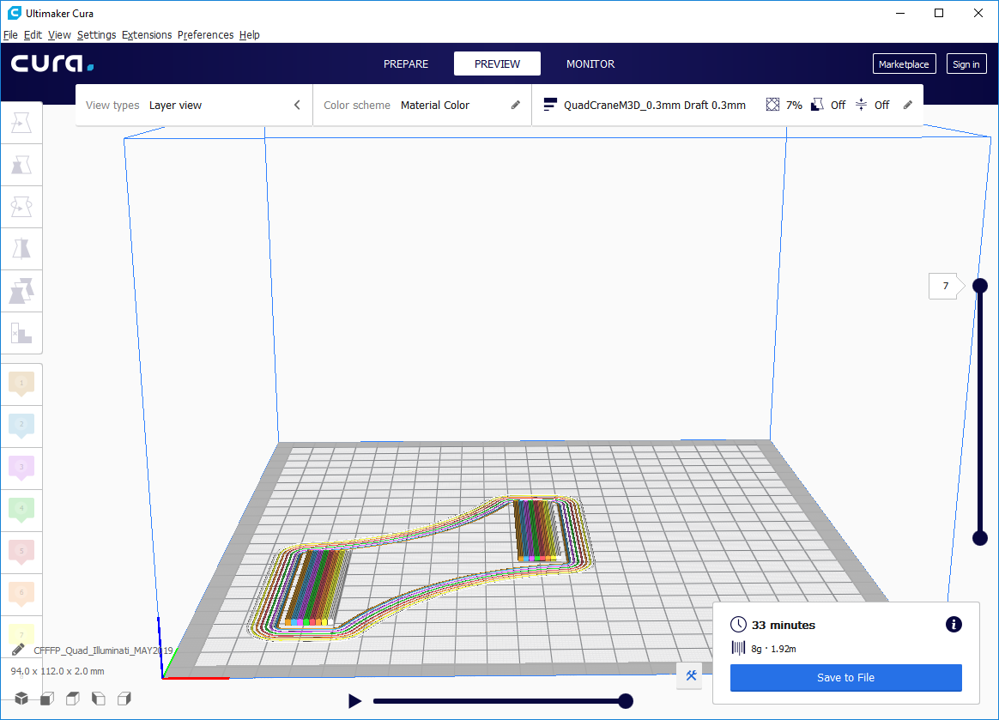 Ultimaker Cura
File Edit View Settings Extensions Preferences Help
cura.
PREPARE PREVIEW MONITOR
Marketplace Sign in
View types Layer view
Color scheme Material Color
QuadCraneM3D_0.3mm Draft 0.3mm 7% Off Off
7
1
2
3
4
5
6
7
CFFFFP_Quad_Illuminati_MAY2019
94.0 x 112.0 x 2.0 mm
33 minutes
8g · 1.92m
Save to File